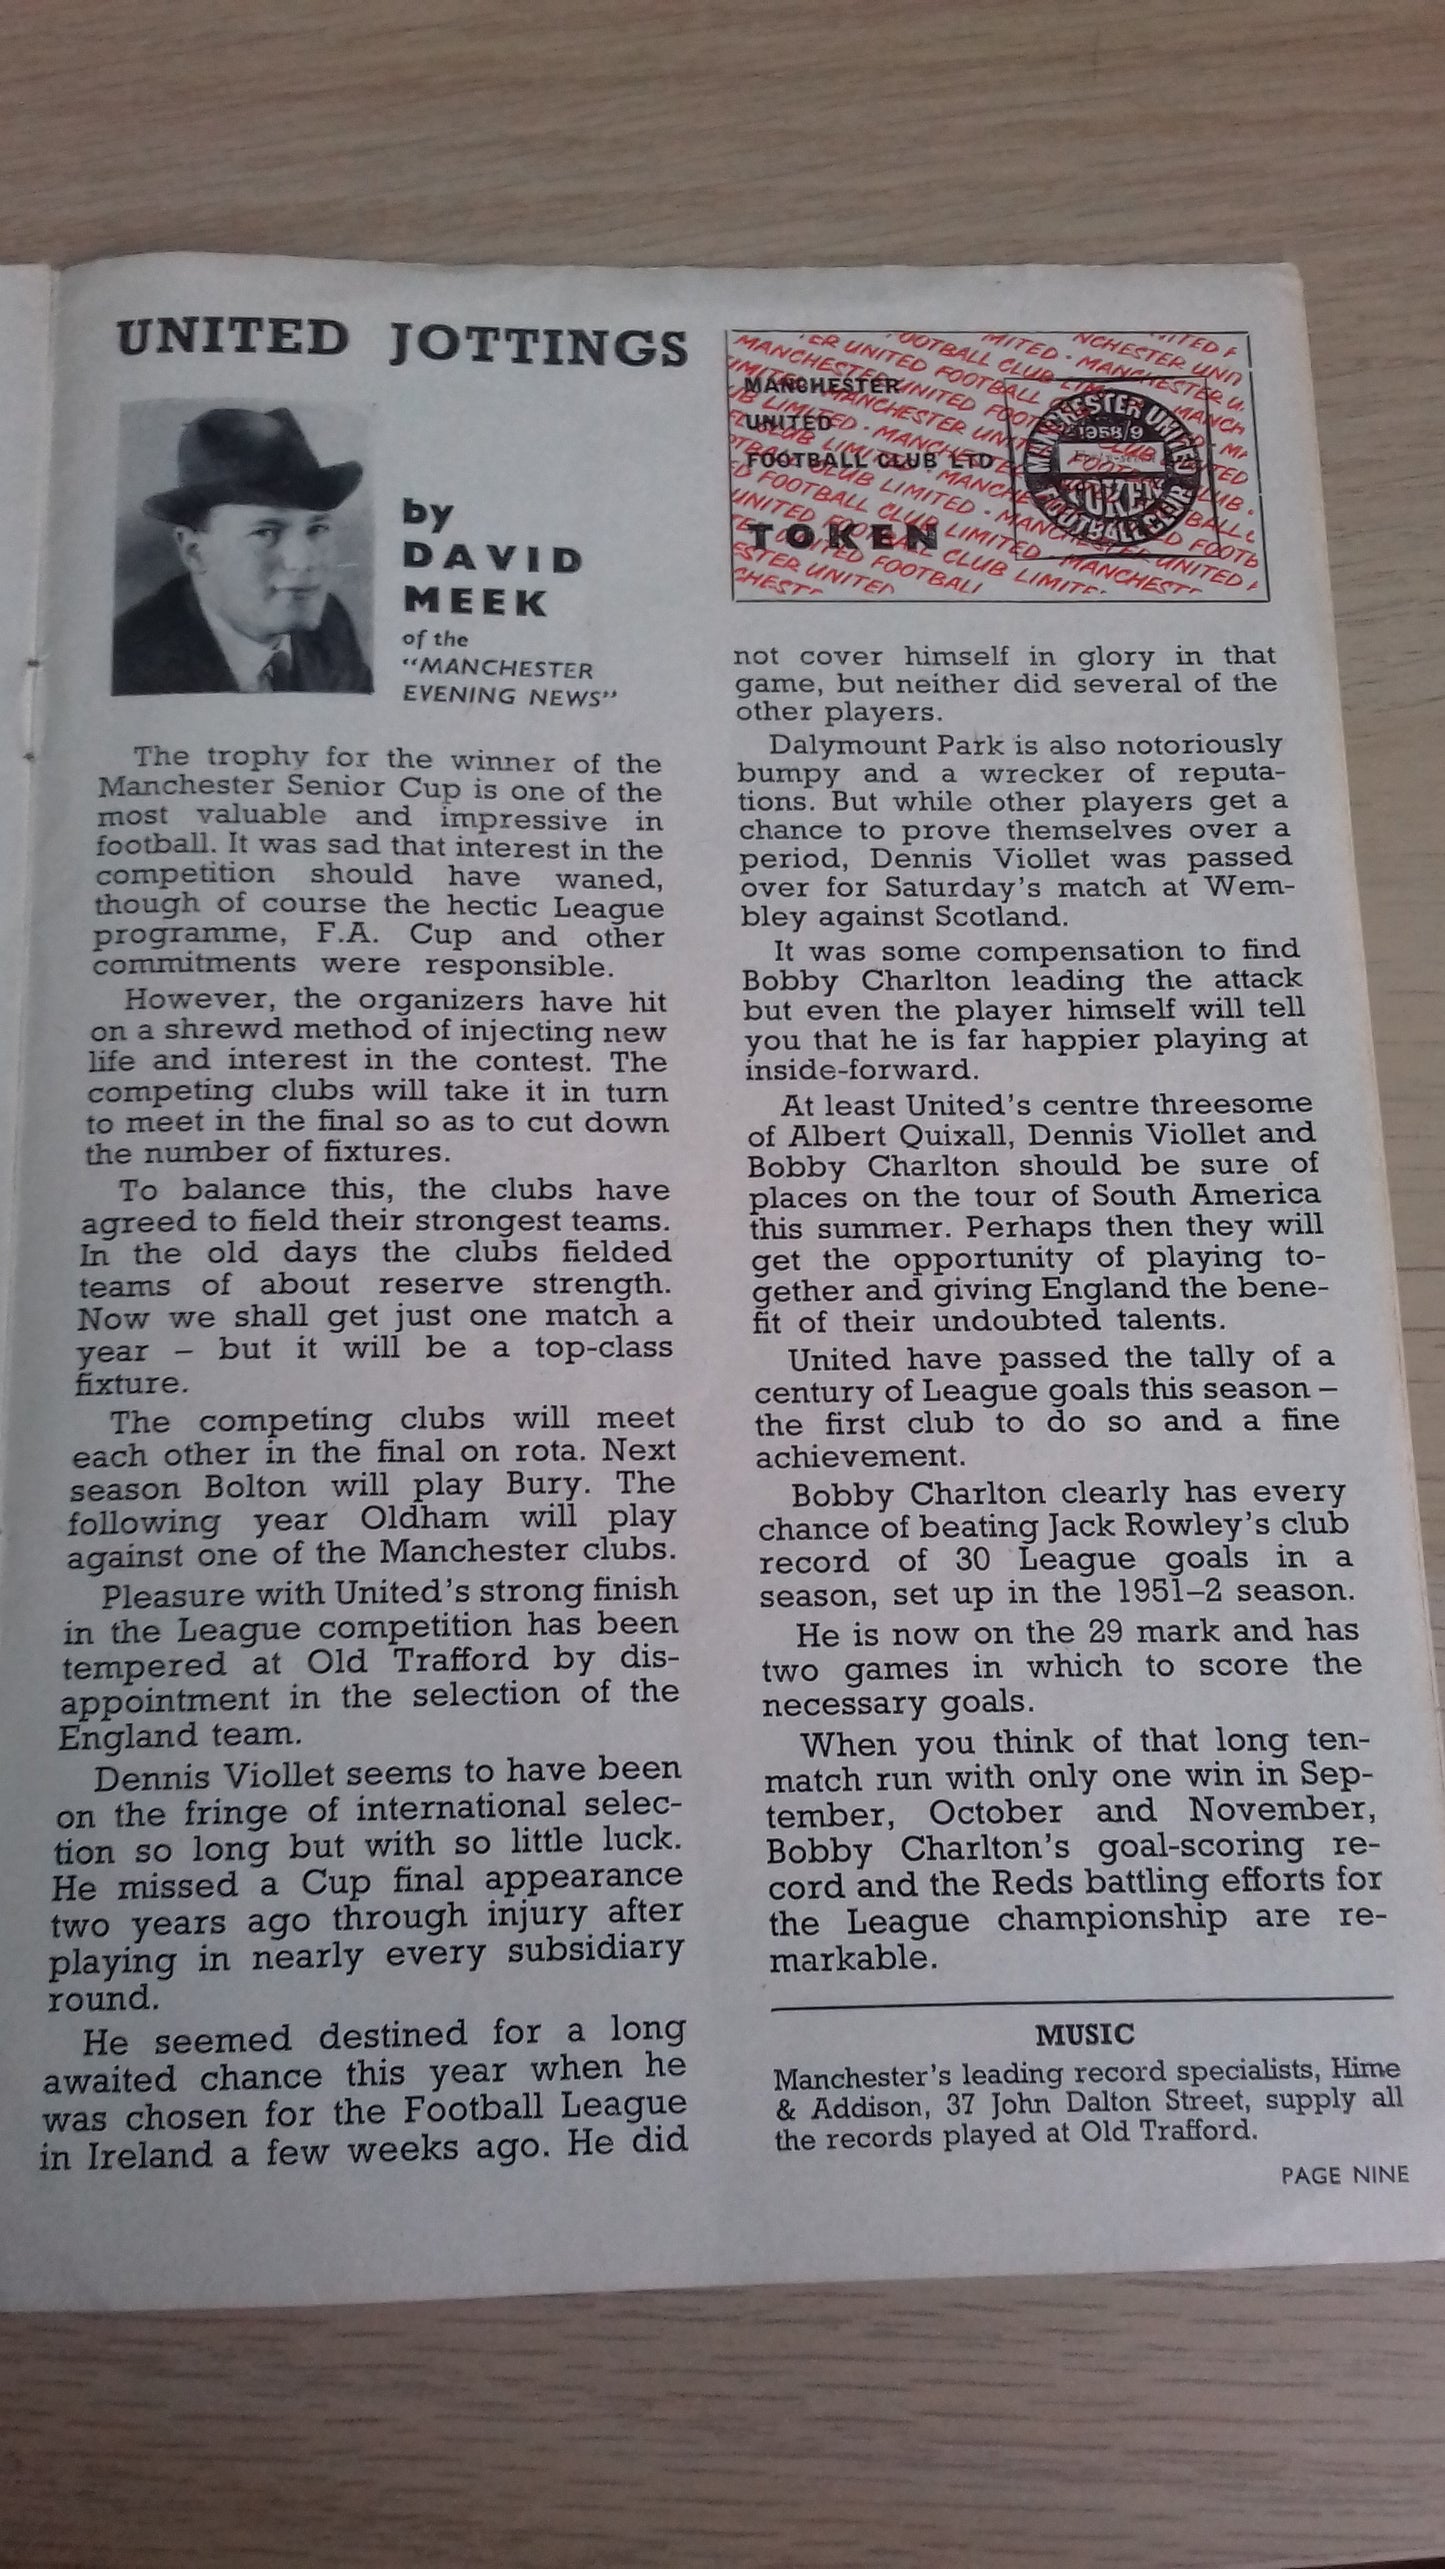 UNITED JOTTINGS
by
DAVID
MEEK
of the
"MANCHESTER
EVENING NEWS"
The trophy for the winner of the
Manchester Senior Cup is one of the
most valuable and impressive in
football. It was sad that interest in the
competition should have waned,
though of course the hectic League
programme, F.A. Cup and other
commitments were responsible.
However, the organizers have hit
on a shrewd method of injecting new
life and interest in the contest. The
competing clubs will take it in turn
to meet in the final so as to cut down
the number of fixtures.
To balance this, the clubs have
agreed to field their strongest teams.
In the old days the clubs fielded
teams of about reserve strength.
Now we shall get just one match a
year – but it will be a top-class
fixture.
The competing clubs will meet
each other in the final on rota. Next
season Bolton will play Bury. The
following year Oldham will play
against one of the Manchester clubs.
Pleasure with United's strong finish
in the League competition has been
tempered at Old Trafford by dis-
appointment in the selection of the
England team.
Dennis Viollet seems to have been
on the fringe of international selec-
tion so long but with so little luck.
He missed a Cup final appearance
two years ago through injury after
playing in nearly every subsidiary
round.
He seemed destined for a long
awaited chance this year when he
was chosen for the Football League
in Ireland a few weeks ago. He did
MANCHESTER
UNITED
FOOTBALL CLUB LTD
TOKEN
MANCHESTER UNITED
1958/9
TOKEN
FOOTBALL CLUB
not cover himself in glory in that
game, but neither did several of the
other players.
Dalymount Park is also notoriously
bumpy and a wrecker of reputa-
tions. But while other players get a
chance to prove themselves over a
period, Dennis Viollet was passed
over for Saturday's match at Wem-
bley against Scotland.
It was some compensation to find
Bobby Charlton leading the attack
but even the player himself will tell
you that he is far happier playing at
inside-forward.
At least United's centre threesome
of Albert Quixall, Dennis Viollet and
Bobby Charlton should be sure of
places on the tour of South America
this summer. Perhaps then they will
get the opportunity of playing to-
gether and giving England the bene-
fit of their undoubted talents.
United have passed the tally of a
century of League goals this season –
the first club to do so and a fine
achievement.
Bobby Charlton clearly has every
chance of beating Jack Rowley's club
record of 30 League goals in a
season, set up in the 1951–2 season.
He is now on the 29 mark and has
two games in which to score the
necessary goals.
When you think of that long ten-
match run with only one win in Sep-
tember, October and November,
Bobby Charlton's goal-scoring re-
cord and the Reds battling efforts for
the League championship are re-
markable.
MUSIC
Manchester's leading record specialists, Hime
& Addison, 37 John Dalton Street, supply all
the records played at Old Trafford.
PAGE NINE